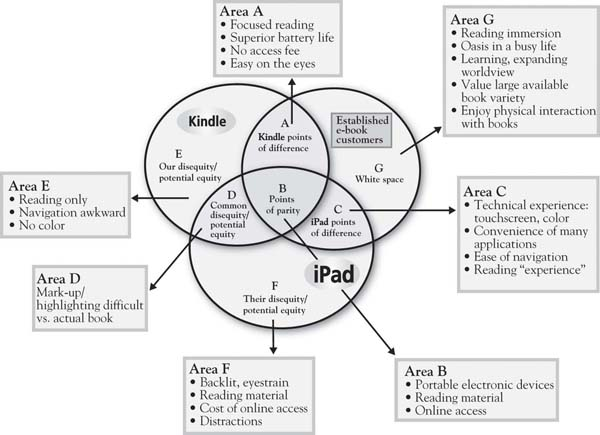 Area A
• Focused reading
• Superior battery life
• No access fee
• Easy on the eyes
Area G
• Reading immersion
• Oasis in a busy life
• Learning, expanding
worldview
• Value large available
book variety
• Enjoy physical interaction
with books
Kindle
Established
e-book
customers
A
Kindle points
of difference
E
Our disequity/
potential equity
G
White space
D
Common
disequity/
potential
equity
B
Points
of parity
C
iPad points
of difference
Area E
• Reading only
• Navigation awkward
• No color
Area C
• Technical experience:
touchscreen, color
• Convenience of many
applications
• Ease of navigation
• Reading “experience”
iPad
Area D
Mark-up/
highlighting difficult
vs. actual book
F
Their disequity/
potential equity
Area F
• Backlit, eyestrain
• Reading material
• Cost of online access
• Distractions
Area B
• Portable electronic devices
• Reading material
• Online access